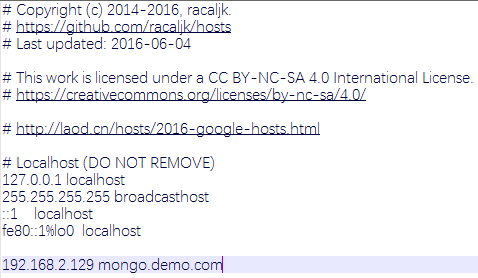 # Copyright (c) 2014-2016, racaljk.
# https://github.com/racaljk/hosts
# Last updated: 2016-06-04
# This work is licensed under a CC BY-NC-SA 4.0 International License.
# https://creativecommons.org/licenses/by-nc-sa/4.0/
# http://laod.cn/hosts/2016-google-hosts.html
# Localhost (DO NOT REMOVE)
127.0.0.1 localhost
255.255.255.255 broadcasthost
::1 localhost
fe80::1%lo0 localhost
192.168.2.129 mongo.demo.com